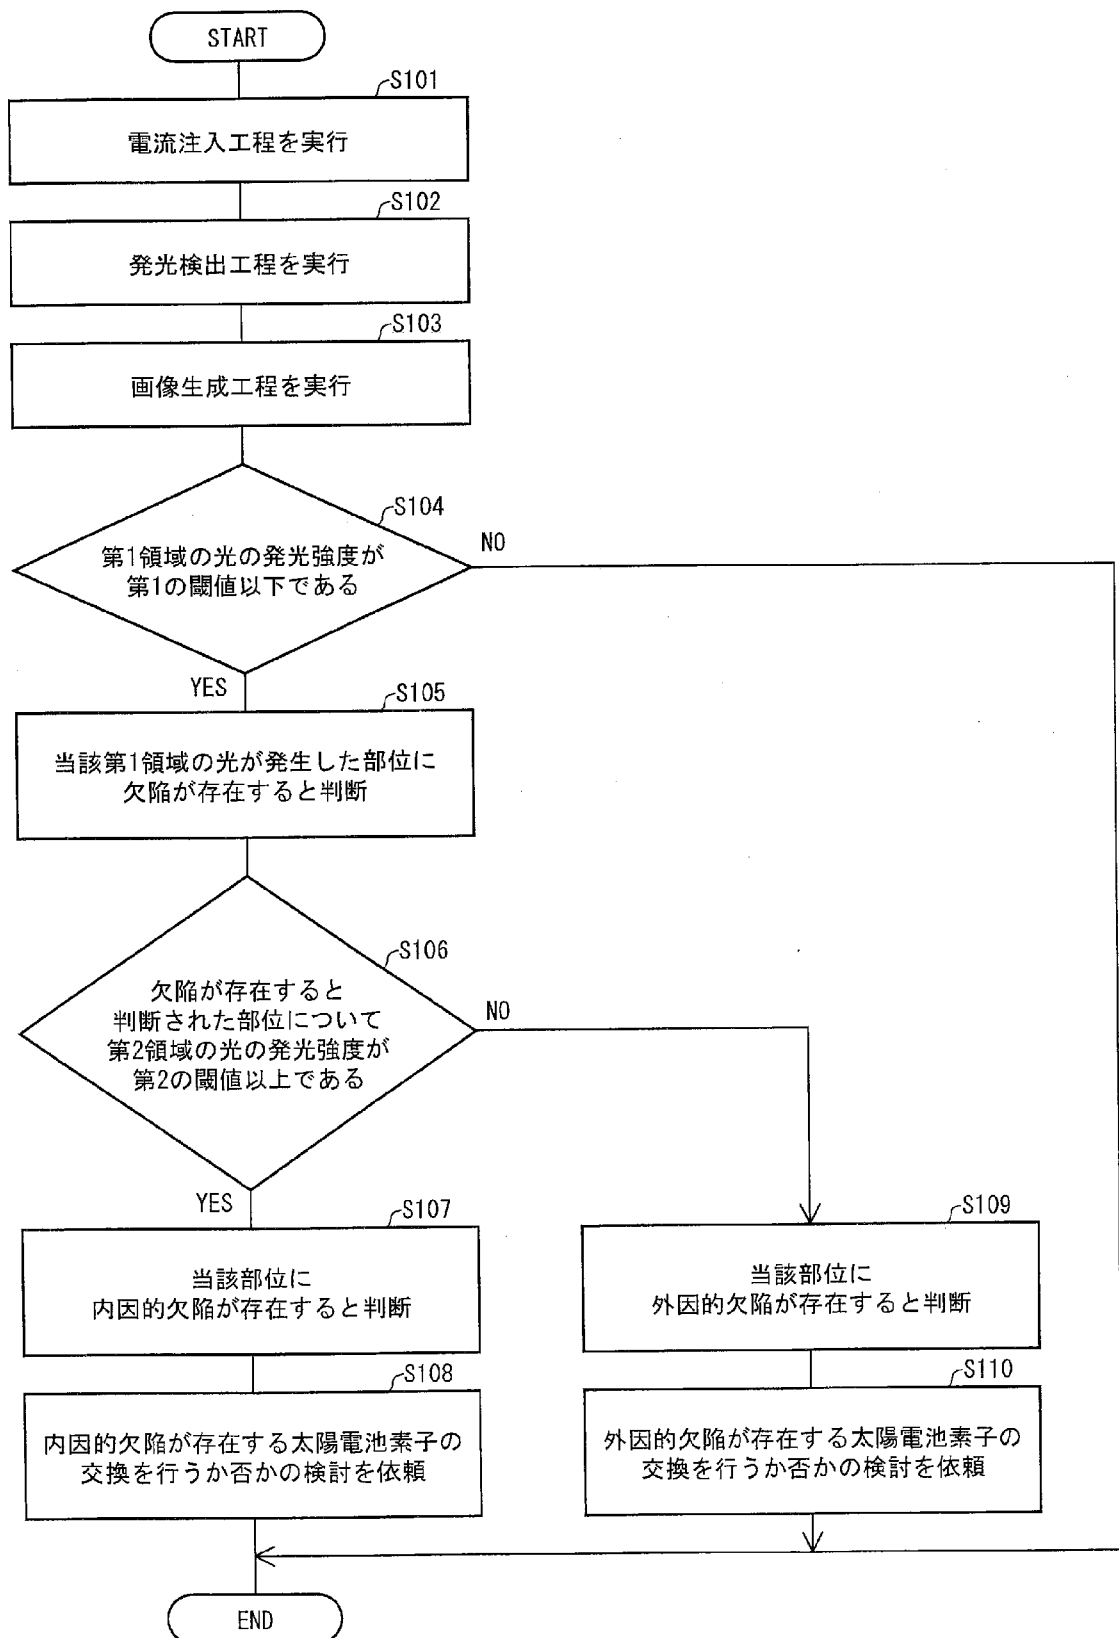 START
S101
電流注入工程を実行
S102
発光検出工程を実行
S103
画像生成工程を実行
S104
第1領域の光の発光強度が
第1の閾値以下である
NO
YES
S105
当該第1領域の光が発生した部位に
欠陥が存在すると判断
S106
欠陥が存在すると
判断された部位について
第2領域の光の発光強度が
第2の閾値以上である
NO
YES
S107
当該部位に
内因的欠陥が存在すると判断
S108
内因的欠陥が存在する太陽電池素子の
交換を行うか否かの検討を依頼
S109
当該部位に
外因的欠陥が存在すると判断
S110
外因的欠陥が存在する太陽電池素子の
交換を行うか否かの検討を依頼
END